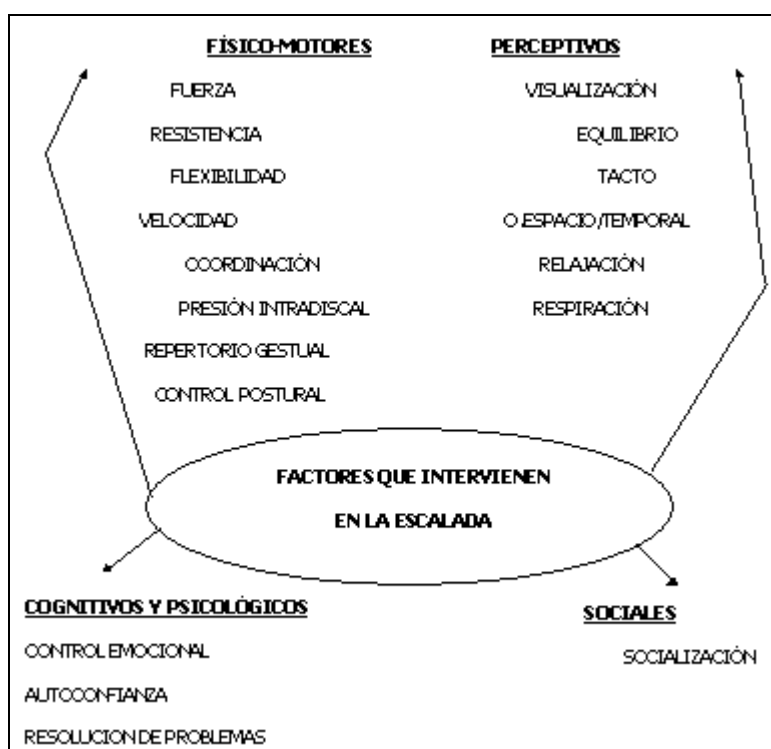 FÍSICO-MOTORES
FUERZA
RESISTENCIA
FLEXIBILIDAD
VELOCIDAD
COORDINACIÓN
PRESIÓN INTRADISCAL
REPERTORIO GESTUAL
CONTROL POSTURAL
PERCEPTIVOS
VISUALIZACIÓN
EQUILIBRIO
TACTO
O.ESPACIO/TEMPORAL
RELAJACIÓN
RESPIRACIÓN
FACTORES QUE INTERVIENEN
EN LA ESCALADA
COGNITIVOS Y PSICOLÓGICOS
CONTROL EMOCIONAL
AUTOCONFIANZA
RESOLUCION DE PROBLEMAS
SOCIALES
SOCIALIZACIÓN